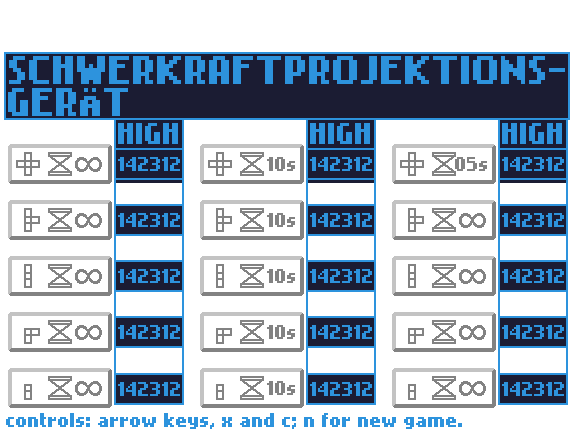 SCHWERKRAFTPROJEKTIONS-
GERäT
HIGH HIGH HIGH
∞ 142312 10s 142312 05s 142312
∞ 142312 10s 142312 ∞ 142312
∞ 142312 10s 142312 ∞ 142312
∞ 142312 10s 142312 ∞ 142312
∞ 142312 10s 142312 ∞ 142312
controls: arrow keys, x and c; n for new game.